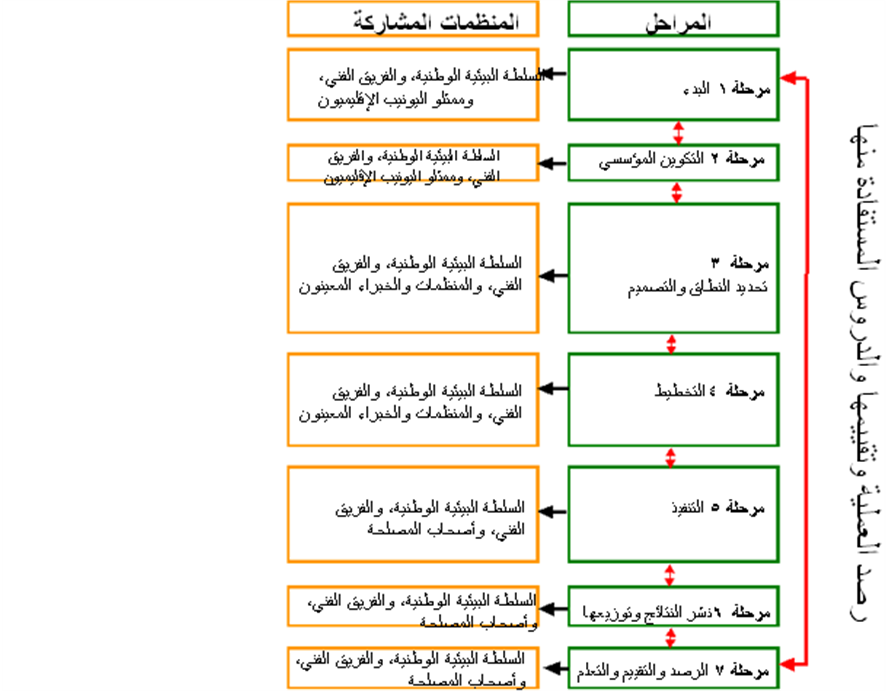 المراحل
المنظمات المشاركة
مرحلة ١ البدء
السلطة البيئية الوطنية، والفريق الفني،
وممثلو اليونيب الإقليميون
مرحلة ٢ التكوين المؤسسي
السلطة البيئية الوطنية، والفريق
الفني، وممثلو اليونيب الإقليميون
مرحلة ٣
تحديد النطاق والتصميم
السلطة البيئية الوطنية، والفريق
الفني، والمنظمات والخبراء المعينون
مرحلة ٤ التخطيط
السلطة البيئية الوطنية، والفريق
الفني، والمنظمات والخبراء المعينون
مرحلة ٥ التنفيذ
السلطة البيئية الوطنية، والفريق
الفني، وأصحاب المصلحة
مرحلة ٦ نشر النتائج وتوزيعها
السلطة البيئية الوطنية، والفريق الفني،
وأصحاب المصلحة
مرحلة ٧ الرصد والتقييم والتعلم
السلطة البيئية الوطنية، والفريق الفني،
وأصحاب المصلحة
رصد العملية وتقييمها والدروس المستفادة منها